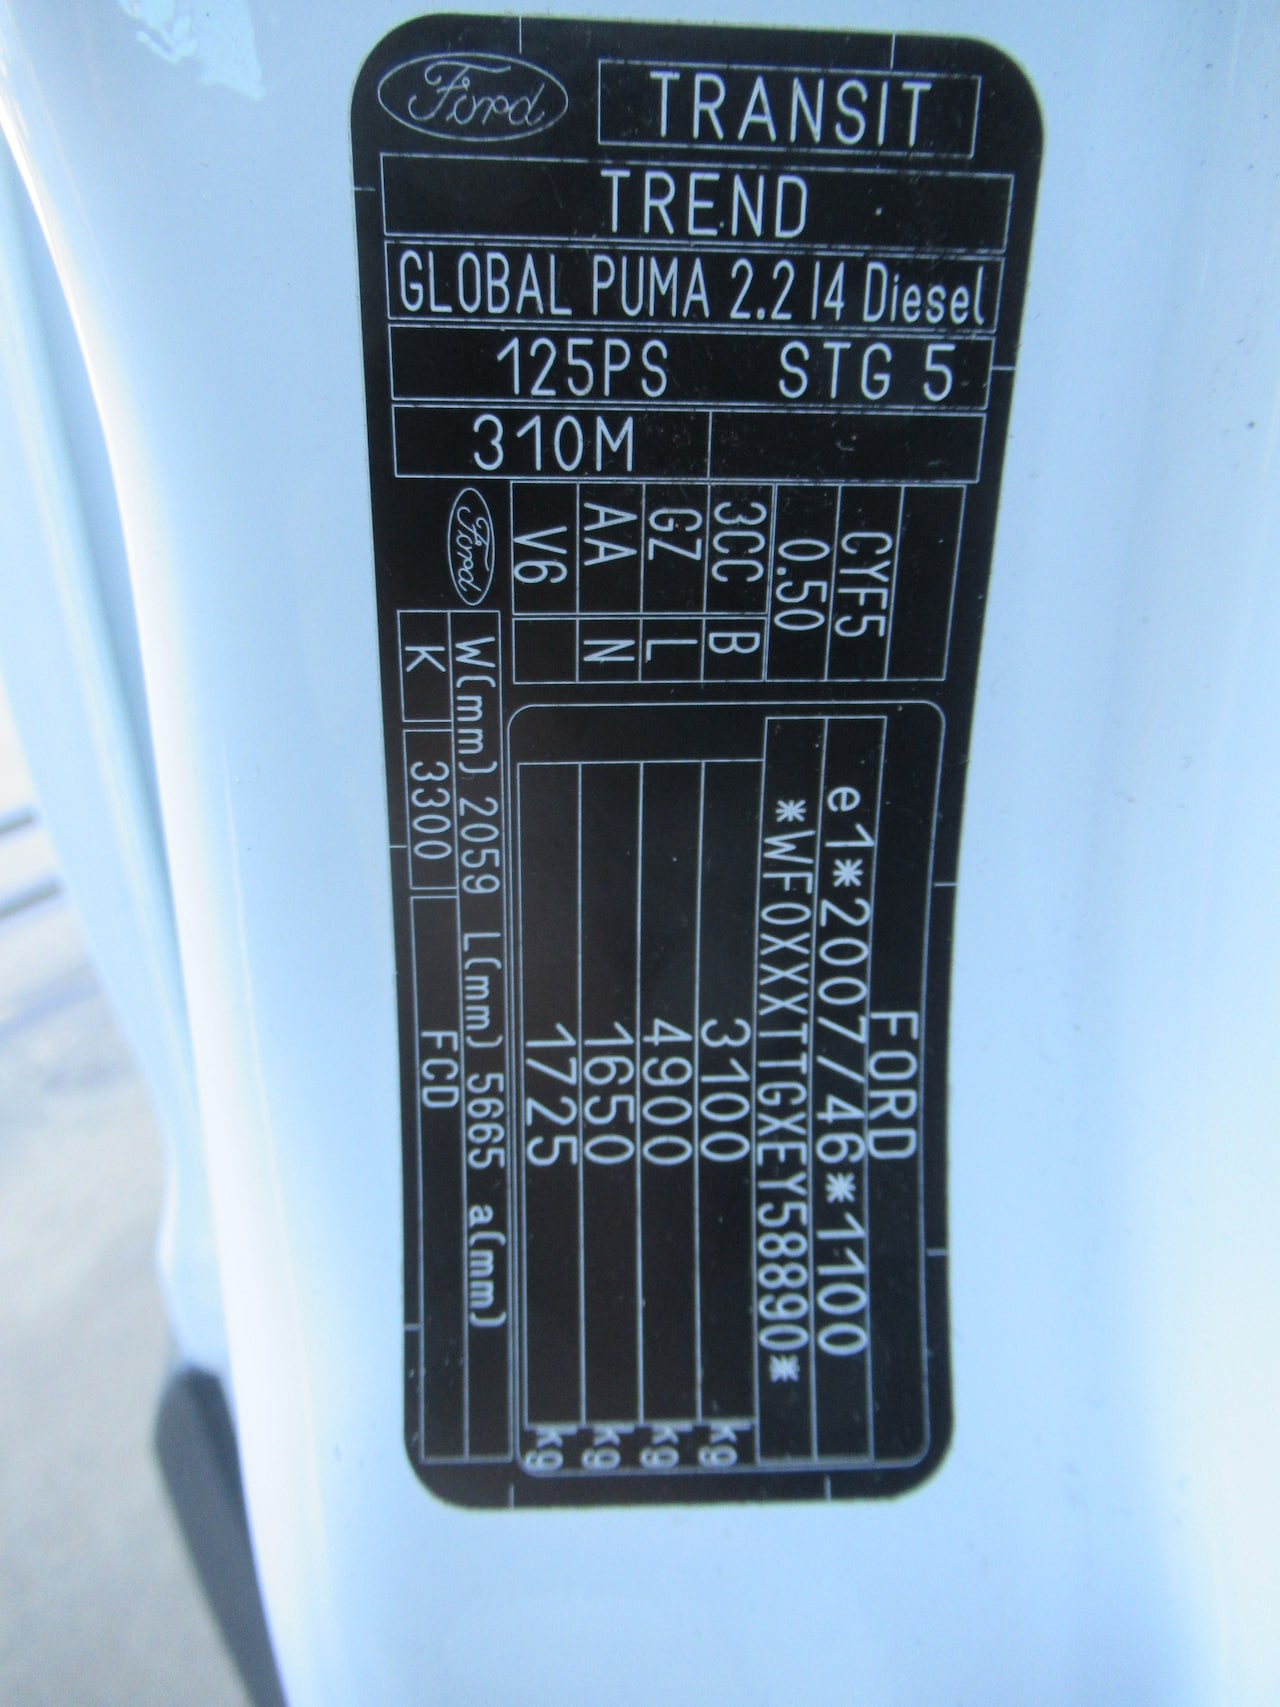 Ford TRANSIT
TREND
GLOBAL PUMA 2.2 I4 Diesel
125PS STG 5
310M
CYF5
0.50
3CC B
GZ L
AA N
V6
Ford
FORD
e1*2007/46*1100
*WF0XXXTTGXEY58890*
3100 kg
4900 kg
1650 kg
1725 kg
W(mm) 2059 L(mm) 5665 a(mm)
K 3300 FCD